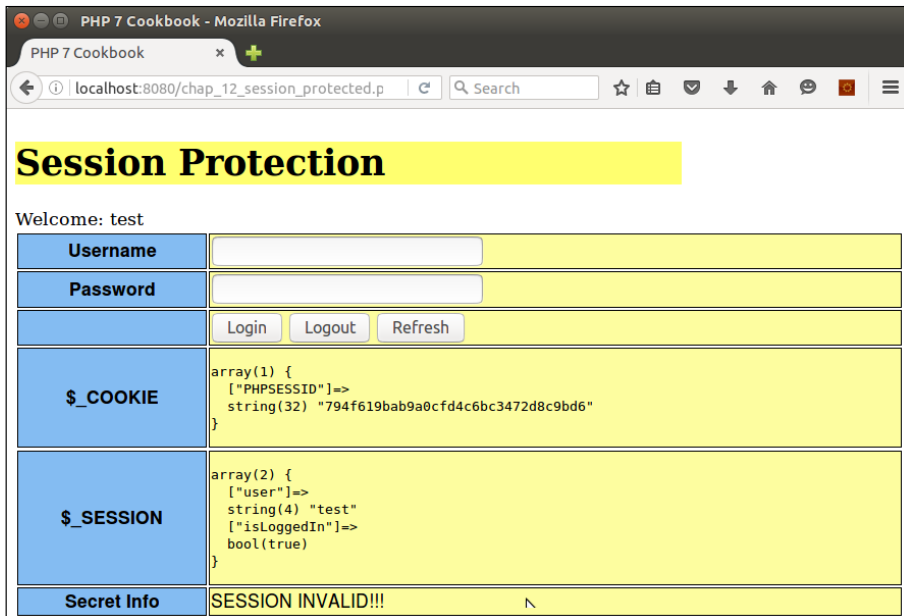 PHP 7 Cookbook - Mozilla Firefox
PHP 7 Cookbook
localhost:8080/chap_12_session_protected.p
Search
Session Protection
Welcome: test
Username
Password
Login Logout Refresh
$_COOKIE
array(1) {
["PHPSESSID"]=>
string(32) "794f619bab9a0cfd4c6bc3472d8c9bd6"
}
$_SESSION
array(2) {
["user"]=>
string(4) "test"
["isLoggedIn"]=>
bool(true)
}
Secret Info SESSION INVALID!!!